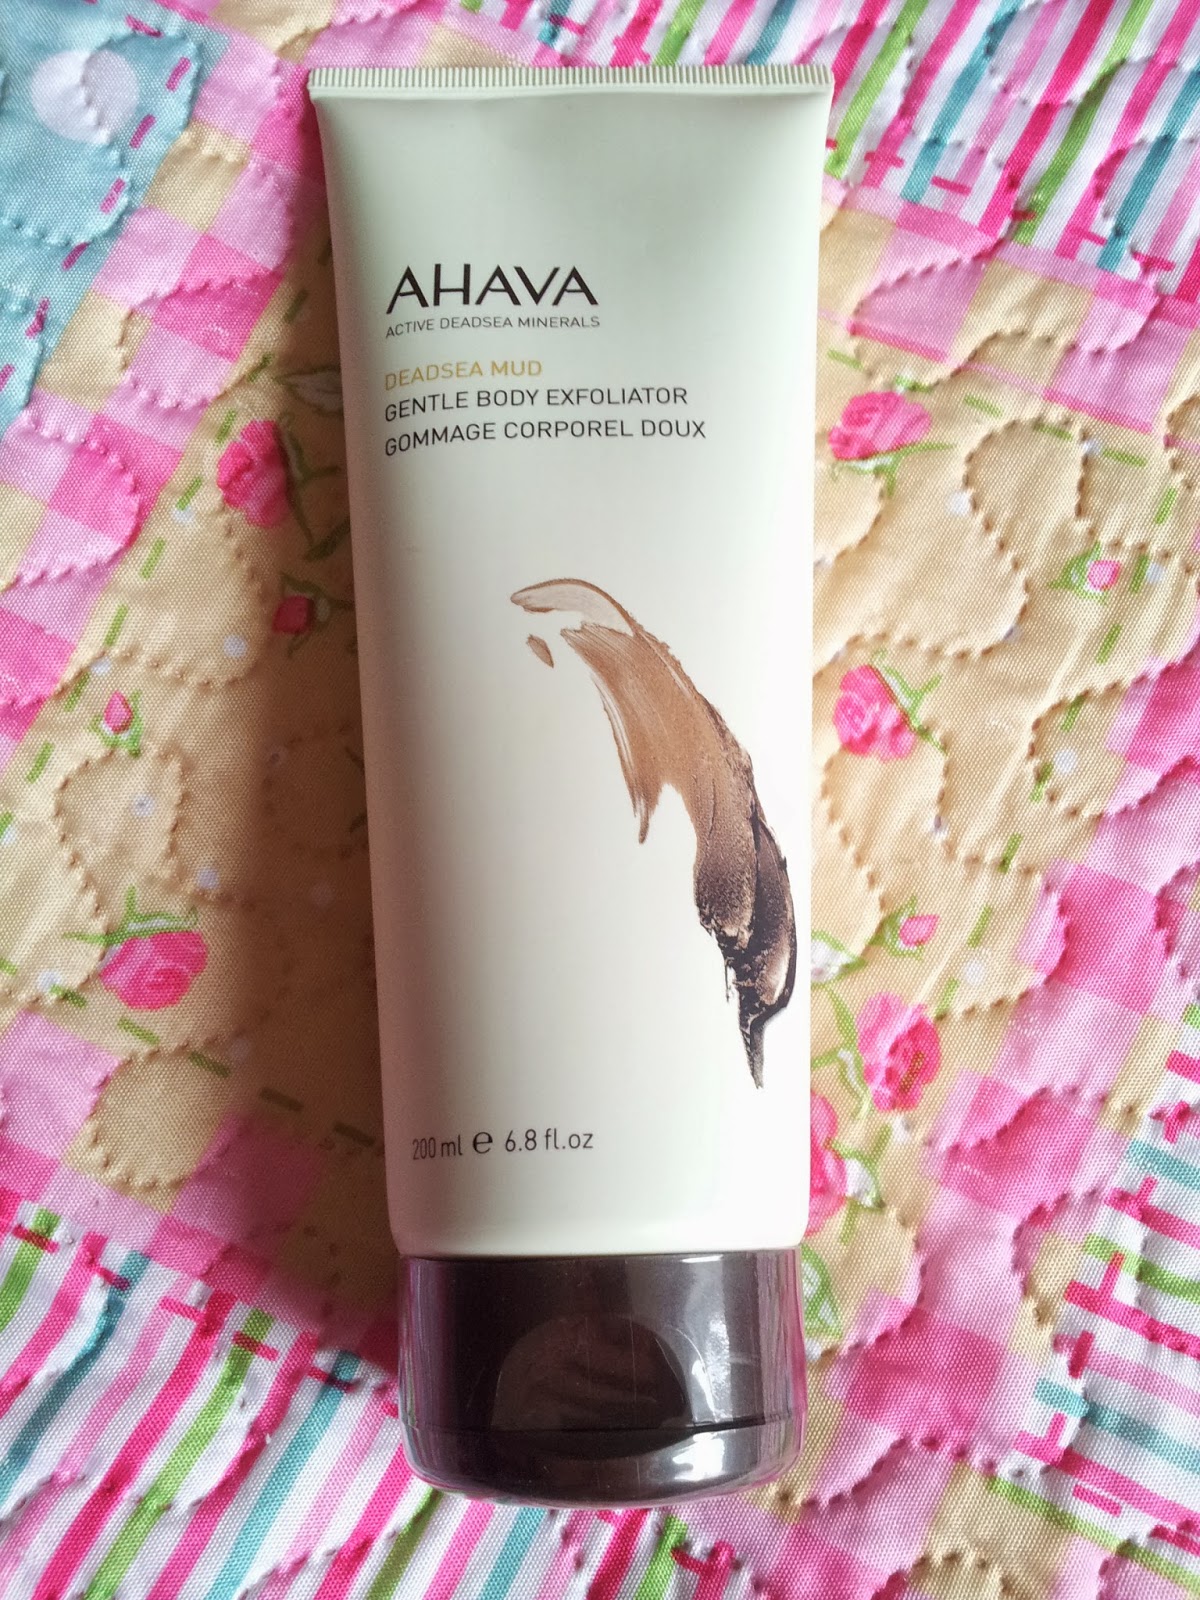 AHAVA
ACTIVE DEADSEA MINERALS
DEADSEA MUD
GENTLE BODY EXFOLIATOR
GOMMAGE CORPOREL DOUX
200 ml ℮ 6.8 fl.oz